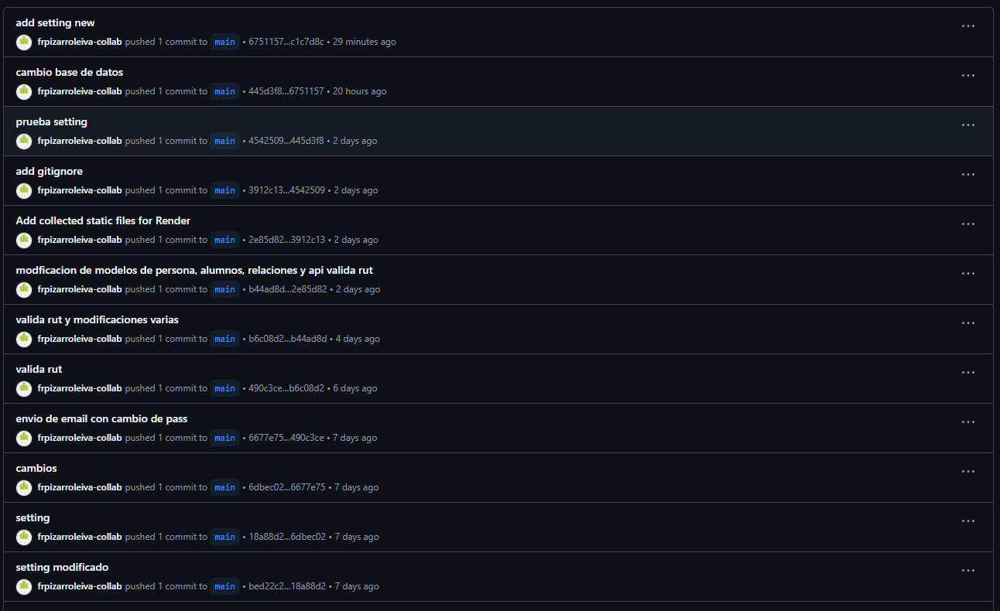 add setting new
frpizarroleiva-collab pushed 1 commit to main • 6751157...c1c7d8c • 29 minutes ago
cambio base de datos
frpizarroleiva-collab pushed 1 commit to main • 445d3f8...6751157 • 20 hours ago
prueba setting
frpizarroleiva-collab pushed 1 commit to main • 4542509...445d3f8 • 2 days ago
add gitignore
frpizarroleiva-collab pushed 1 commit to main • 3912c13...4542509 • 2 days ago
Add collected static files for Render
frpizarroleiva-collab pushed 1 commit to main • 2e85d82...3912c13 • 2 days ago
modficacion de modelos de persona, alumnos, relaciones y api valida rut
frpizarroleiva-collab pushed 1 commit to main • b44ad8d...2e85d82 • 2 days ago
valida rut y modificaciones varias
frpizarroleiva-collab pushed 1 commit to main • b6c08d2...b44ad8d • 4 days ago
valida rut
frpizarroleiva-collab pushed 1 commit to main • 490c3ce...b6c08d2 • 6 days ago
envio de email con cambio de pass
frpizarroleiva-collab pushed 1 commit to main • 6677e75...490c3ce • 7 days ago
cambios
frpizarroleiva-collab pushed 1 commit to main • 6dbec02...6677e75 • 7 days ago
setting
frpizarroleiva-collab pushed 1 commit to main • 18a88d2...6dbec02 • 7 days ago
setting modificado
frpizarroleiva-collab pushed 1 commit to main • bed22c2...18a88d2 • 7 days ago